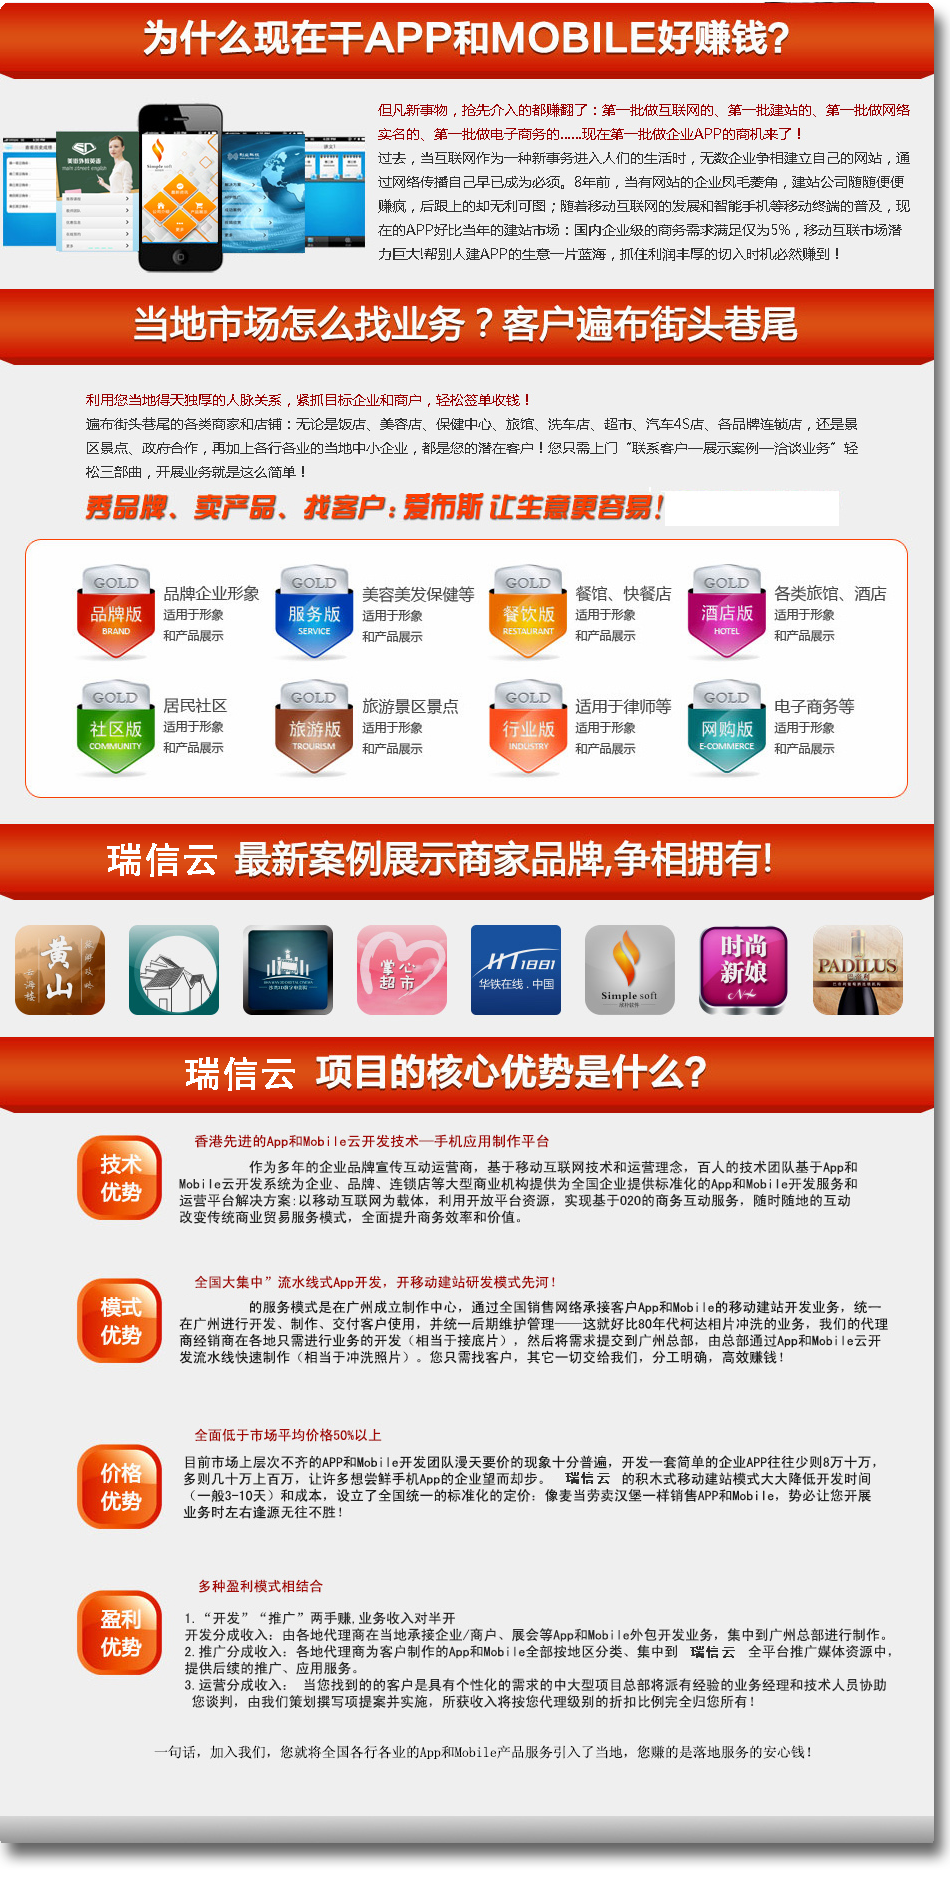 为什么现在干APP和MOBILE好赚钱?
但凡新事物，抢先介入的都赚翻了：第一批做互联网的、第一批建站的、第一批做网络
实名的、第一批做电子商务的......现在第一批做企业APP的商机来了！
过去，当互联网作为一种新事务进入人们的生活时，无数企业争相建立自己的网站，通
过网络传播自己早已成为必须。8年前，当有网站的企业凤毛菱角，建站公司随随便便
赚疯，后跟上的却无利可图；随着移动互联网的发展和智能手机等移动终端的普及，现
在的APP好比当年的建站市场：国内企业级的商务需求满足仅为5%，移动互联市场潜
力巨大!帮别人建APP的生意一片蓝海，抓住利润丰厚的切入时机必然赚到！
美语外教英语
main street english
Simple soft
当地市场怎么找业务？客户遍布街头巷尾
利用您当地得天独厚的人脉关系，紧抓目标企业和商户，轻松签单收钱！
遍布街头巷尾的各类商家和店铺：无论是饭店、美容店、保健中心、旅馆、洗车店、超市、汽车4S店、各品牌连锁店，还是景
区景点、政府合作，再加上各行各业的当地中小企业，都是您的潜在客户！您只需上门“联系客户—展示案例—洽谈业务”轻
松三部曲，开展业务就是这么简单！
秀品牌、卖产品、找客户：爱布斯 让生意更容易！
GOLD
品牌版
BRAND
品牌企业形象
适用于形象
和产品展示
GOLD
服务版
SERVICE
美容美发保健等
适用于形象
和产品展示
GOLD
餐饮版
RESTAURANT
餐馆、快餐店
适用于形象
和产品展示
GOLD
酒店版
HOTEL
各类旅馆、酒店
适用于形象
和产品展示
GOLD
社区版
COMMUNITY
居民社区
适用于形象
和产品展示
GOLD
旅游版
TROURISM
旅游景区景点
适用于形象
和产品展示
GOLD
行业版
INDUSTRY
适用于律师等
适用于形象
和产品展示
GOLD
网购版
E-COMMERCE
电子商务等
适用于形象
和产品展示
瑞信云 最新案例展示商家品牌,争相拥有!
黄山
掌心
超市
HT1881
华铁在线 . 中国
Simple soft
时尚
新娘
PADILUS
瑞信云 项目的核心优势是什么?
技术
优势
香港先进的App和Mobile云开发技术—手机应用制作平台
作为多年的企业品牌宣传互动运营商，基于移动互联网技术和运营理念，百人的技术团队基于App和
Mobile云开发系统为企业、品牌、连锁店等大型商业机构提供为全国企业提供标准化的App和Mobile开发服务和
运营平台解决方案:以移动互联网为载体，利用开放平台资源，实现基于O2O的商务互动服务，随时随地的互动
改变传统商业贸易服务模式，全面提升商务效率和价值。
模式
优势
全国大集中”流水线式App开发，开移动建站研发模式先河！
的服务模式是在广州成立制作中心，通过全国销售网络承接客户App和Mobile的移动建站开发业务，统一
在广州进行开发、制作、交付客户使用，并统一后期维护管理——这就好比80年代柯达相片冲洗的业务，我们的代理
商经销商在各地只需进行业务的开发（相当于接底片），然后将需求提交到广州总部，由总部通过App和Mobile云开
发流水线快速制作（相当于冲洗照片）。您只需找客户，其它一切交给我们，分工明确，高效赚钱！
价格
优势
全面低于市场平均价格50%以上
目前市场上层次不齐的APP和Mobile开发团队漫天要价的现象十分普遍，开发一套简单的企业APP往往少则8万十万，
多则几十万上百万，让许多想尝鲜手机App的企业望而却步。 瑞信云 的积木式移动建站模式大大降低开发时间
（一般3-10天）和成本，设立了全国统一的标准化的定价：像麦当劳卖汉堡一样销售APP和Mobile，势必让您开展
业务时左右逢源无往不胜！
盈利
优势
多种盈利模式相结合
1.“开发”“推广”两手赚,业务收入对半开
开发分成收入：由各地代理商在当地承接企业/商户、展会等App和Mobile外包开发业务，集中到广州总部进行制作。
2.推广分成收入：各地代理商为客户制作的App和Mobile全部按地区分类、集中到 瑞信云 全平台推广媒体资源中，
提供后续的推广、应用服务。
3.运营分成收入： 当您找到的的客户是具有个性化的需求的中大型项目总部将派有经验的业务经理和技术人员协助
您谈判，由我们策划撰写项提案并实施，所获收入将按您代理级别的折扣比例完全归您所有！
一句话，加入我们，您就将全国各行各业的App和Mobile产品服务引入了当地，您赚的是落地服务的安心钱！